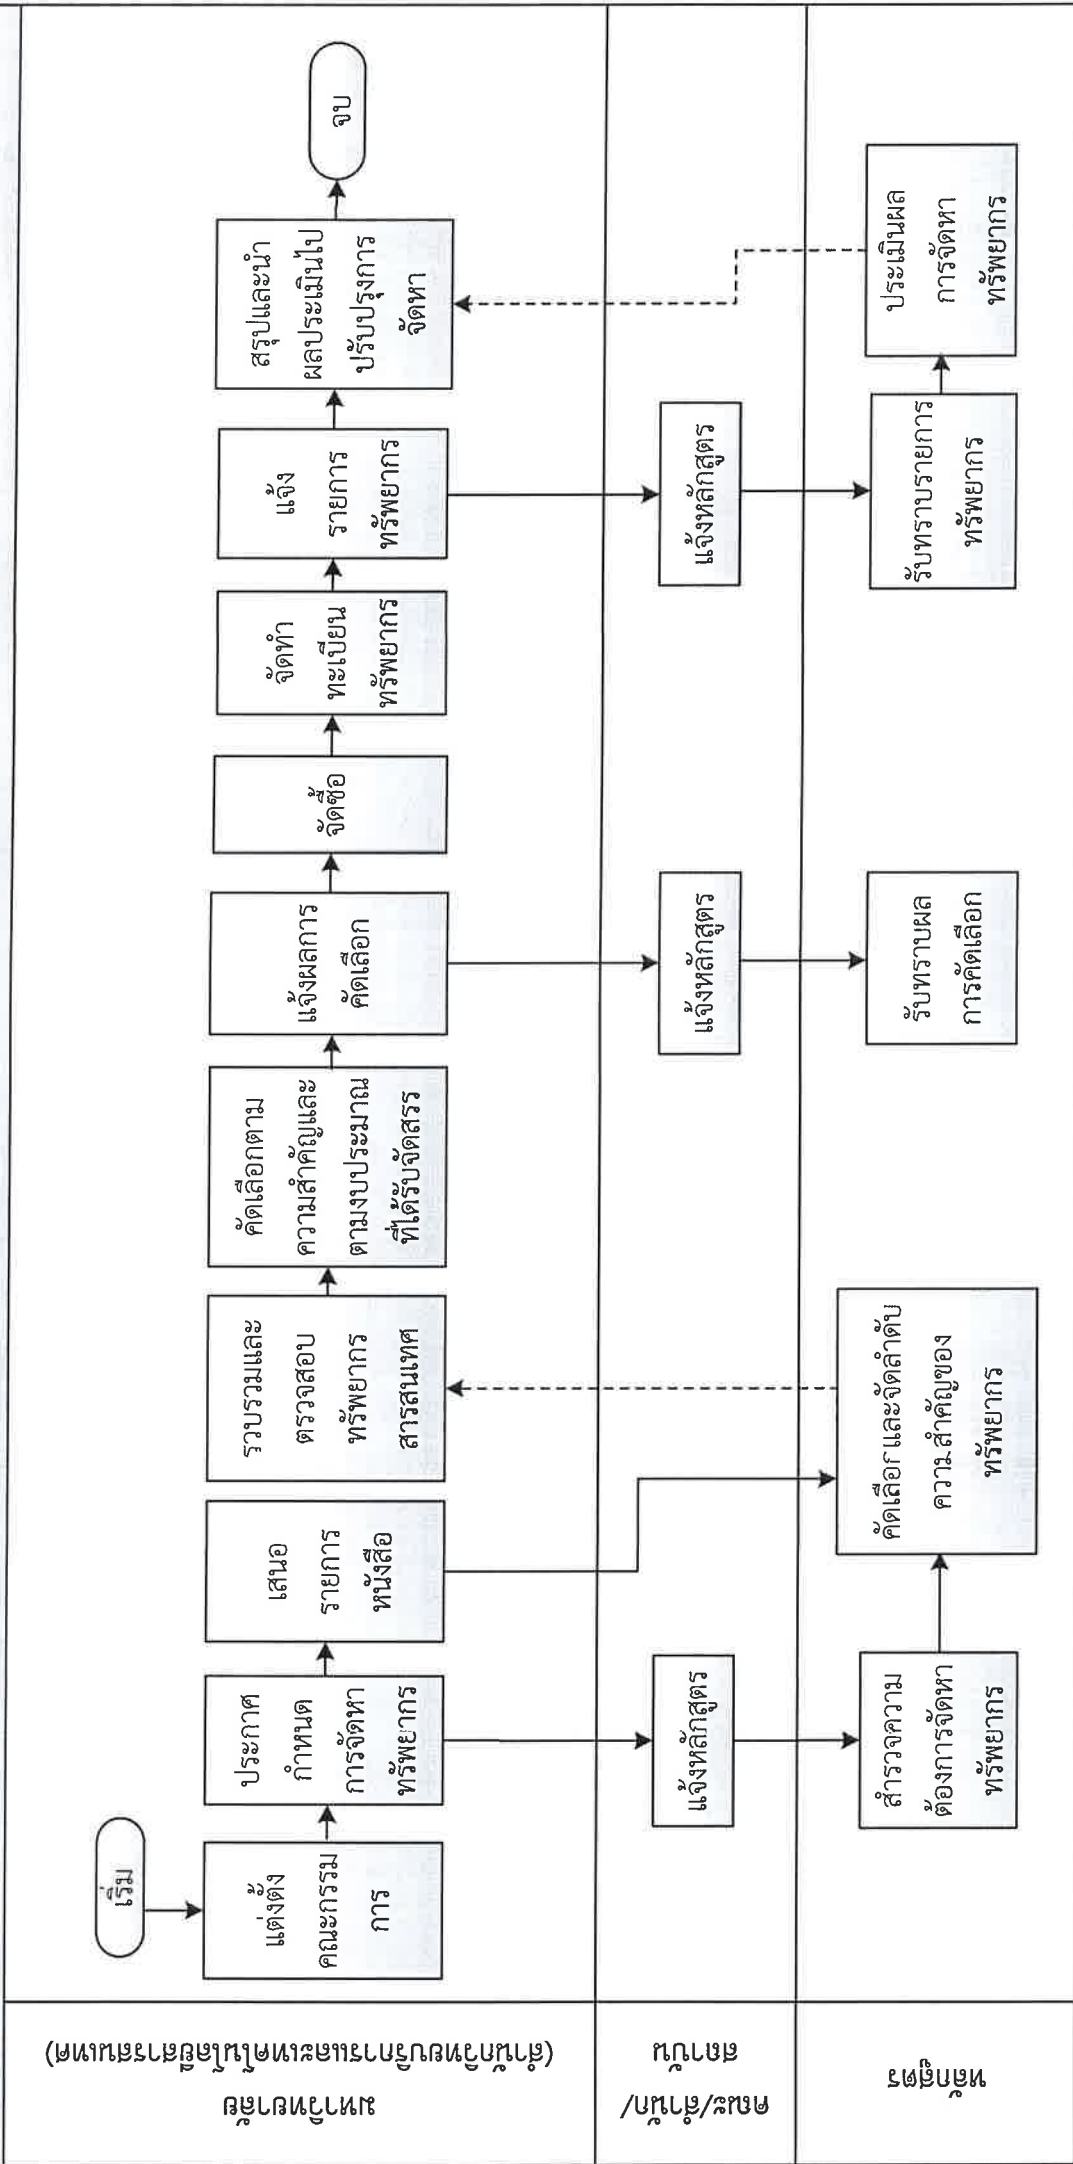 มหาวิทยาลัย
(สำนักวิทยบริการและเทคโนโลยีสารสนเทศ)
เริ่ม
แต่งตั้ง
คณะกรรม
การ
ประกาศ
กำหนด
การจัดหา
ทรัพยากร
เสนอ
รายการ
หนังสือ
รวบรวมและ
ตรวจสอบ
ทรัพยากร
สารสนเทศ
คัดเลือกตาม
ความสำคัญและ
ตามงบประมาณ
ที่ได้รับจัดสรร
แจ้งผลการ
คัดเลือก
จัดซื้อ
จัดทำ
ทะเบียน
ทรัพยากร
แจ้ง
รายการ
ทรัพยากร
สรุปและนำ
ผลประเมินไป
ปรับปรุงการ
จัดหา
จบ
คณะ/สำนัก/
สถาบัน
แจ้งหลักสูตร
แจ้งหลักสูตร
แจ้งหลักสูตร
หลักสูตร
สำรวจความ
ต้องการจัดหา
ทรัพยากร
คัดเลือกและจัดลำดับ
ความสำคัญของ
ทรัพยากร
รับทราบผล
การคัดเลือก
รับทราบรายการ
ทรัพยากร
ประเมินผล
การจัดหา
ทรัพยากร